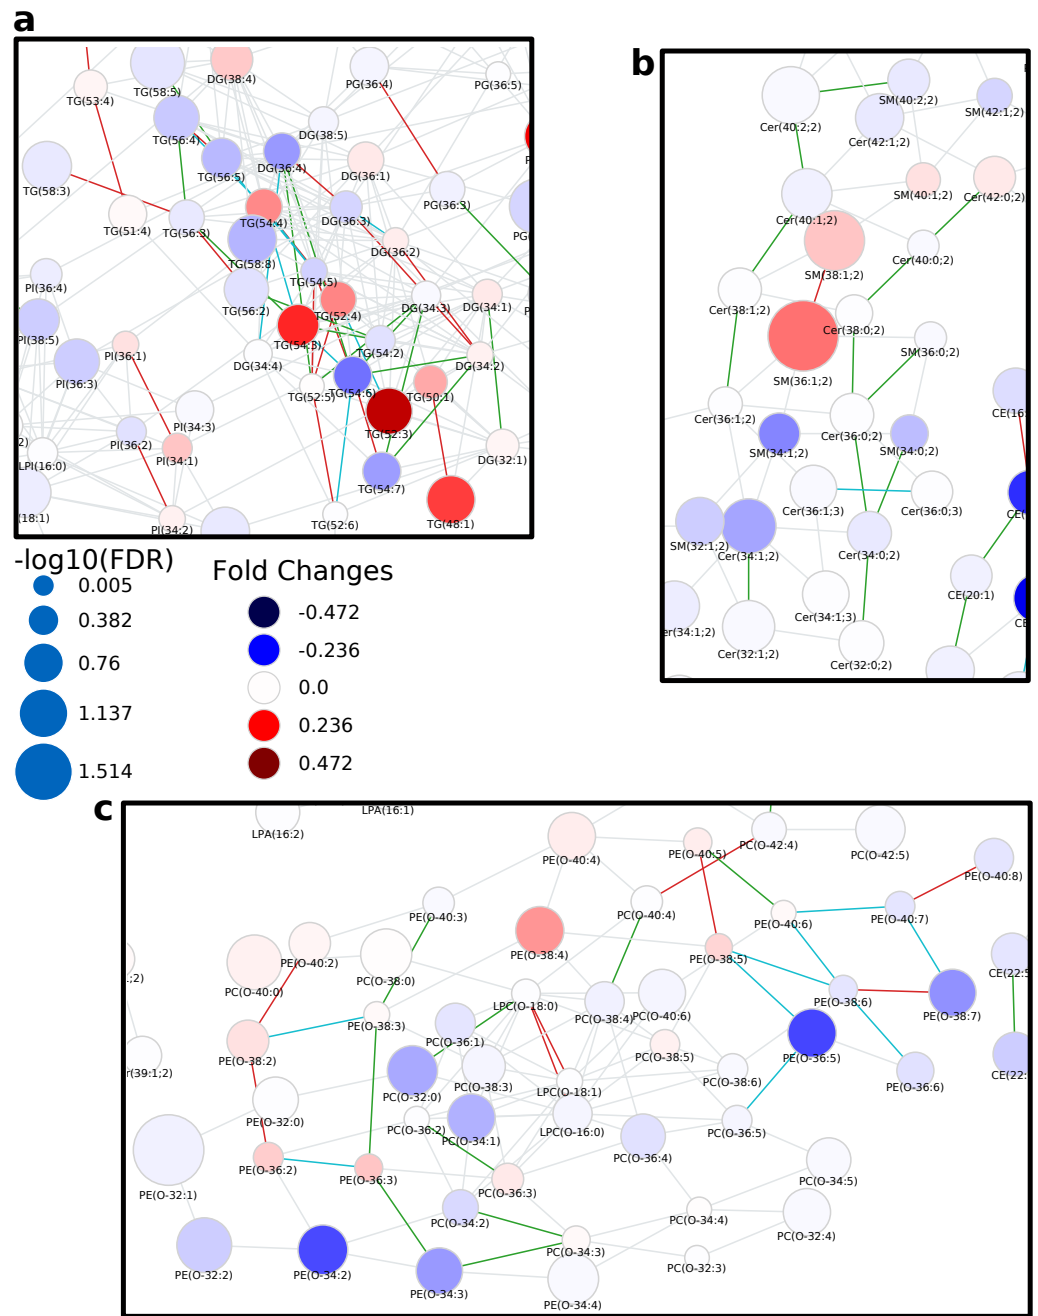 a
DG(38:4)
PG(36:4)
PG(36:5)
TG(53:4)
TG(58:5)
DG(38:5)
TG(56:4)
DG(36:4)
TG(56:5)
DG(36:1)
TG(58:3)
PG(36:3)
DG(36:3)
TG(54:4)
TG(51:4)
TG(56:3)
PG(
DG(36:2)
TG(58:8)
TG(54:5)
PI(36:4)
TG(56:2)
DG(34:3)
DG(34:1)
TG(52:4)
PI(38:5)
TG(54:3)
TG(54:2)
PI(36:1)
DG(34:4)
DG(34:2)
PI(36:3)
TG(52:5)
TG(54:6)
TG(50:1)
PI(34:3)
TG(52:3)
PI(36:2)
2)
PI(34:1)
DG(32:1)
LPI(16:0)
TG(54:7)
(18:1)
PI(34:2)
TG(52:6)
TG(48:1)
b
SM(40:2;2)
SM(42:1;2)
Cer(40:2;2)
Cer(42:1;2)
SM(40:1;2)
Cer(42:0;2)
Cer(40:1;2)
Cer(40:0;2)
SM(38:1;2)
Cer(38:1;2)
Cer(38:0;2)
SM(36:0;2)
SM(36:1;2)
CE(16:
Cer(36:1;2)
Cer(36:0;2)
SM(34:1;2)
SM(34:0;2)
Cer(36:1;3)
Cer(36:0;3)
CE(
SM(32:1;2)
Cer(34:1;2)
Cer(34:0;2)
CE(20:1)
Cer(34:1;3)
CE
er(34:1;2)
Cer(32:1;2)
Cer(32:0;2)
-log10(FDR)
0.005
0.382
0.76
1.137
1.514
Fold Changes
-0.472
-0.236
0.0
0.236
0.472
c
LPA(16:1)
LPA(16:2)
PE(O-40:4)
PE(O-40:5)
PC(O-42:4)
PC(O-42:5)
PE(O-40:8)
PE(O-40:3)
PC(O-40:4)
PE(O-40:6)
PE(O-40:7)
PE(O-40:2)
PE(O-38:4)
PE(O-38:5)
CE(22:5
;2)
PC(O-40:0)
PC(O-38:0)
LPC(O-18:0)
PE(O-38:6)
PE(O-38:7)
PC(O-38:4)
PC(O-40:6)
PE(O-38:3)
PC(O-36:1)
PE(O-38:2)
PC(O-38:5)
PE(O-36:5)
r(39:1;2)
PC(O-38:3)
PC(O-38:6)
PE(O-36:6)
CE(22:
PC(O-32:0)
LPC(O-18:1)
PE(O-32:0)
PC(O-36:2)
PC(O-34:1)
LPC(O-16:0)
PC(O-36:5)
PC(O-36:4)
PE(O-36:2)
PE(O-36:3)
PC(O-34:5)
PE(O-32:1)
PC(O-36:3)
PC(O-34:2)
PC(O-34:4)
PC(O-32:4)
PC(O-34:3)
PC(O-32:3)
PE(O-32:2)
PE(O-34:2)
PE(O-34:3)
PE(O-34:4)